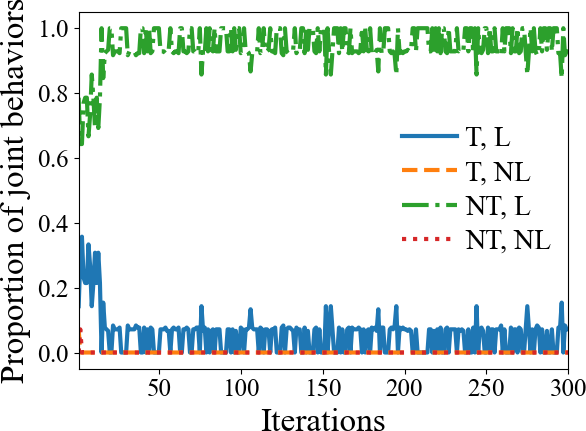 Proportion of joint behaviors
1.0
0.8
0.6
0.4
0.2
0.0
T, L
T, NL
NT, L
NT, NL
50 100 150 200 250 300
Iterations